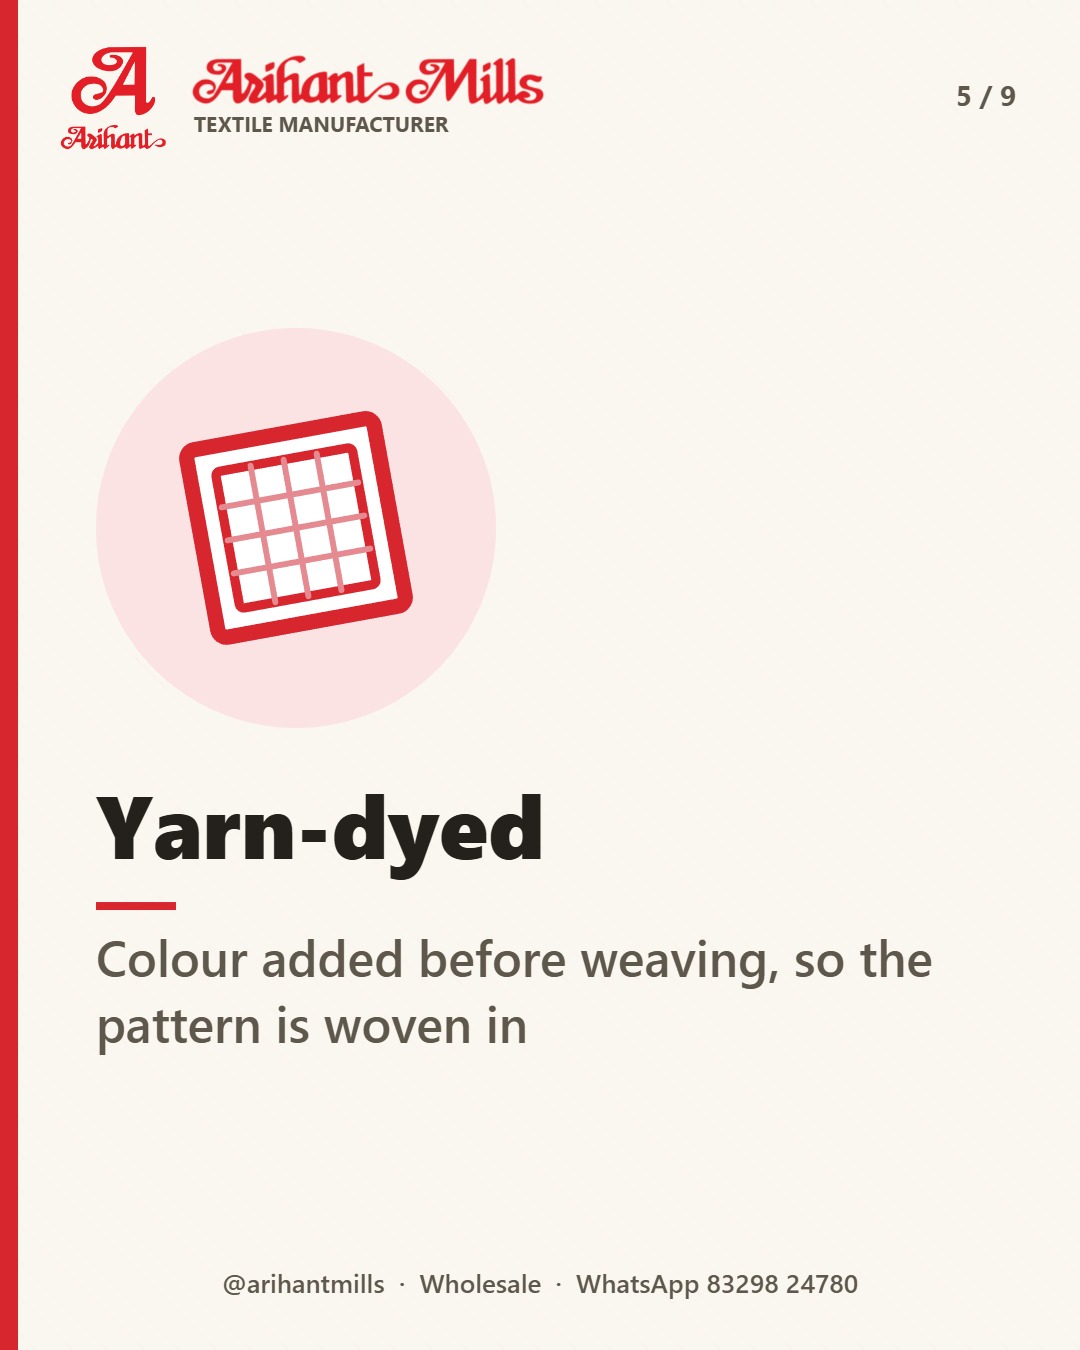 A
Arihant
Arihant Mills
TEXTILE MANUFACTURER
5 / 9
Yarn-dyed
Colour added before weaving, so the
pattern is woven in
@arihantmills · Wholesale · WhatsApp 83298 24780